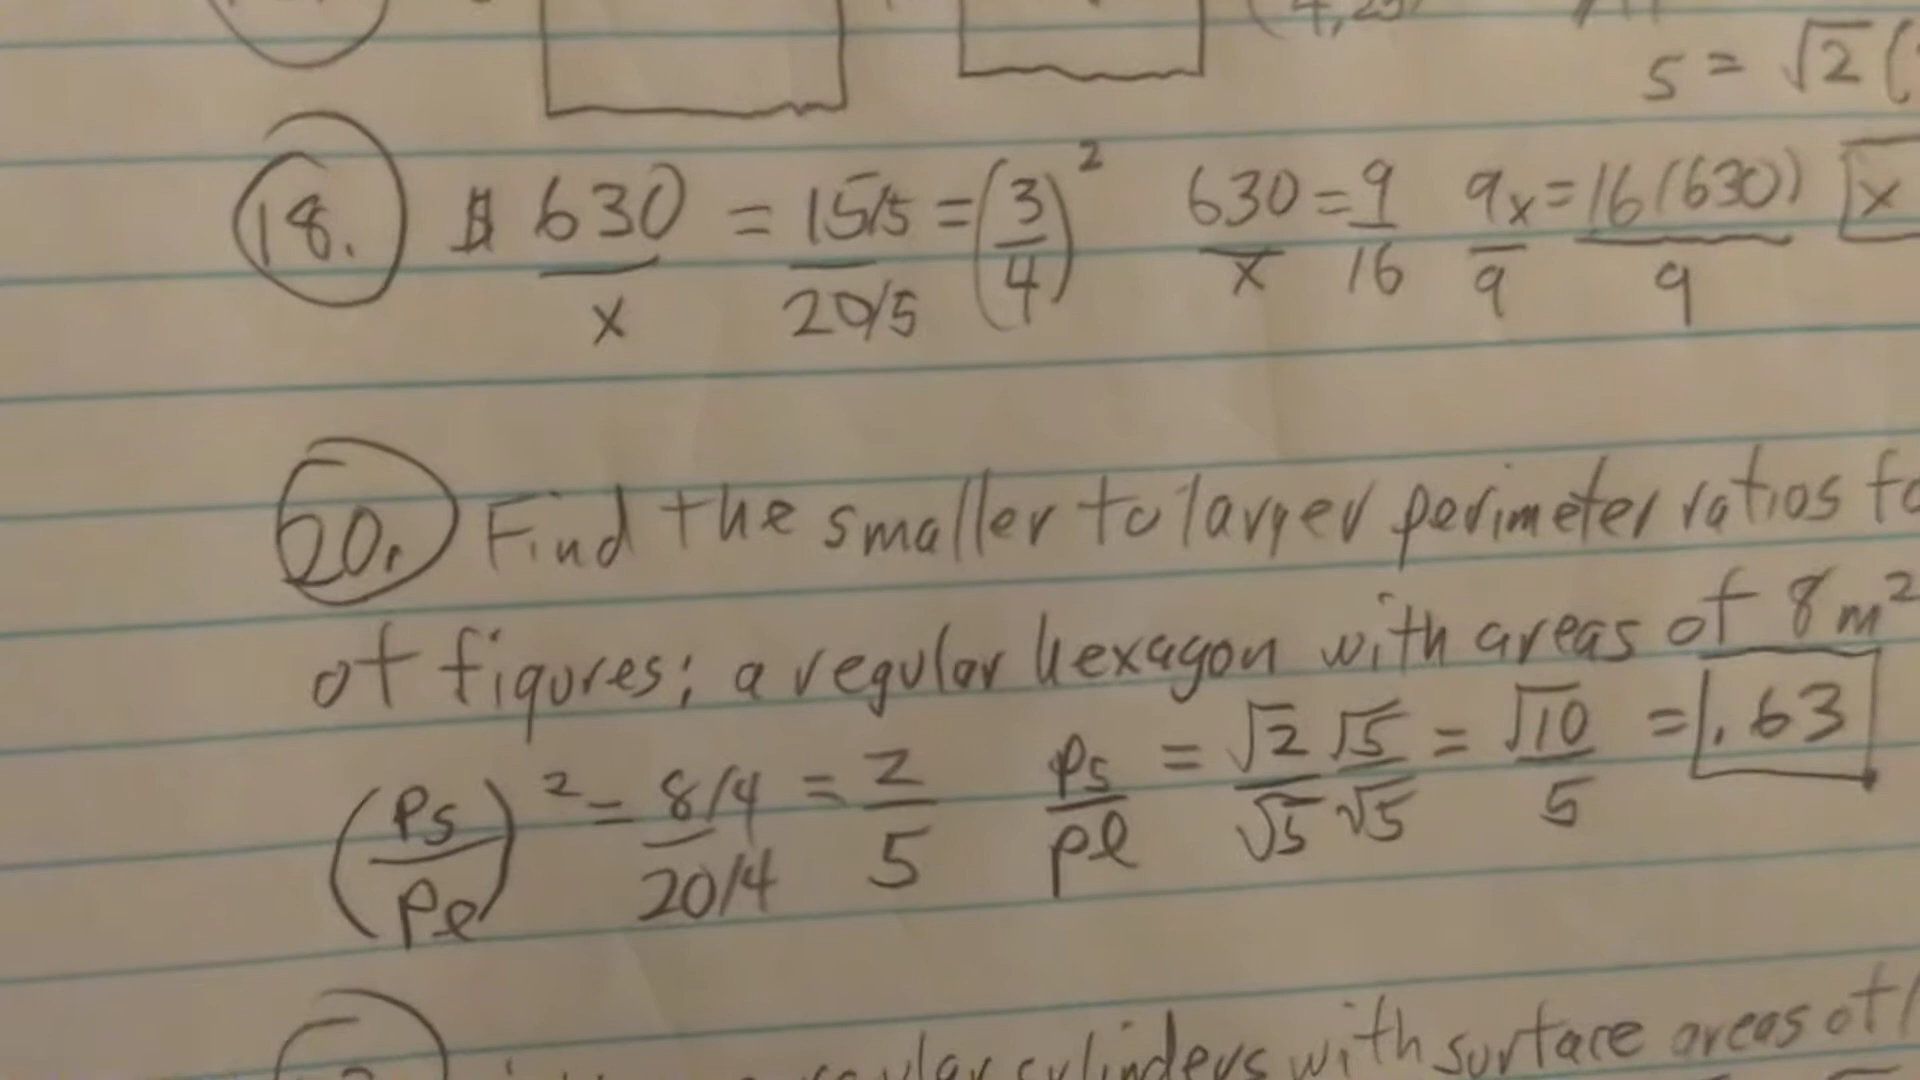 5 = √2 (
18. $ 630/x = 15/5 / 20/5 = (3/4)² 630/x = 9/16 9x/9 = 16(630)/9 x
20. Find the smaller to larger perimeter ratios
of figures; a regular hexagon with areas of 8 m²
(Ps/Pl)² = 8/4 / 20/4 = 2/5 Ps/Pl = √2 √5 / √5 √5 = √10/5 = .63
cylinders with surface areas of